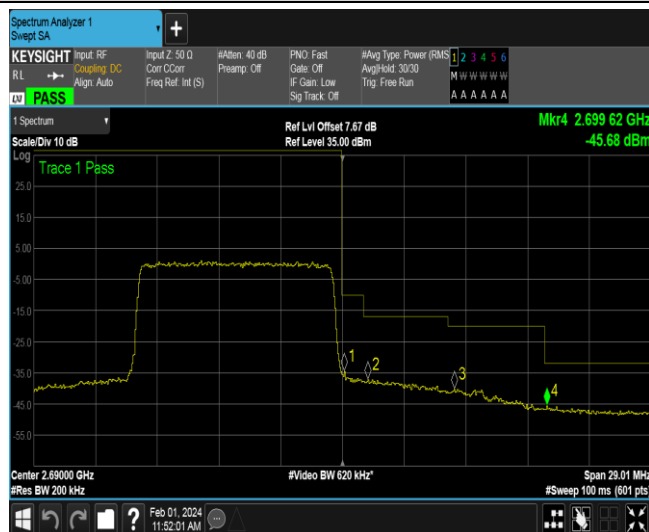 Spectrum Analyzer 1
Swept SA
KEYSIGHT
RL
LXI PASS
Input: RF
Coupling: DC
Align: Auto
Input Z: 50 Ω
Corr CCorr
Freq Ref: Int (S)
#Atten: 40 dB
Preamp: Off
PNO: Fast
Gate: Off
IF Gain: Low
Sig Track: Off
#Avg Type: Power (RMS
Avg|Hold: 30/30
Trig: Free Run
1 2 3 4 5 6
M W W W W W
A A A A A A
1 Spectrum
Scale/Div 10 dB
Ref Lvl Offset 7.67 dB
Ref Level 35.00 dBm
Mkr4 2.699 62 GHz
-45.68 dBm
Log
Trace 1 Pass
25.0
15.0
5.00
-5.00
-15.0
-25.0
-35.0
-45.0
-55.0
1
2
3
4
Center 2.69000 GHz
#Res BW 200 kHz
#Video BW 620 kHz*
Span 29.01 MHz
#Sweep 100 ms (601 pts)
?
Feb 01, 2024
11:52:01 AM